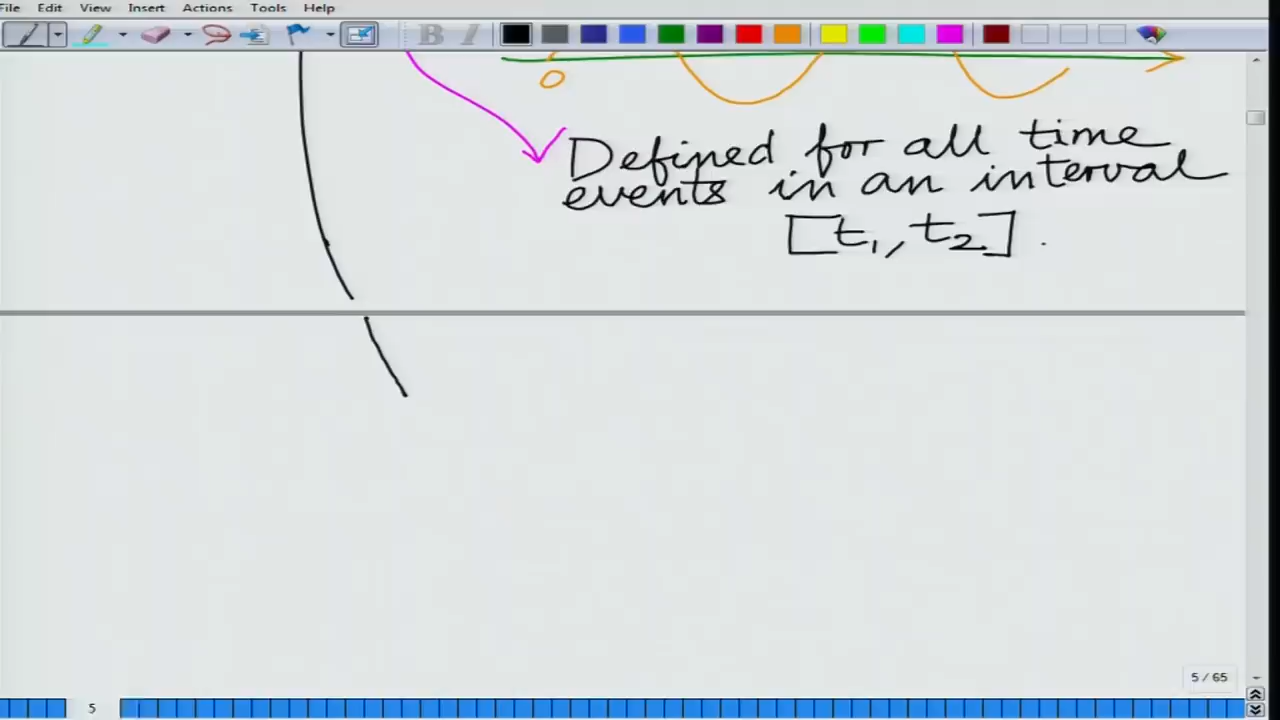 File Edit View Insert Actions Tools Help
B I
0
Defined for all time
events in an interval
[t1, t2].
5 / 65
5